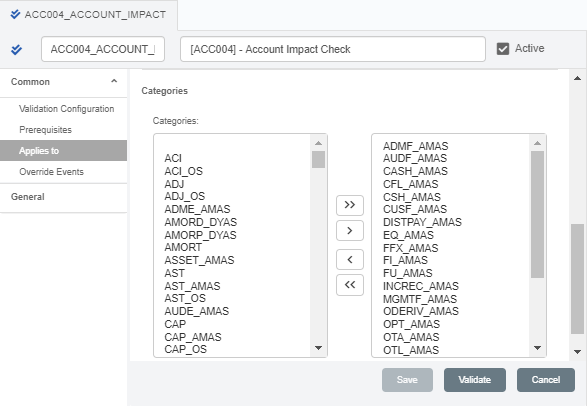 ACC004_ACCOUNT_IMPACT
ACC004_ACCOUNT_I
[ACC004] - Account Impact Check
Active
Common
Validation Configuration
Prerequisites
Applies to
Override Events
General
Categories
Categories:
ACI
ACI_OS
ADJ
ADJ_OS
ADME_AMAS
AMORD_DYAS
AMORP_DYAS
AMORT
ASSET_AMAS
AST
AST_AMAS
AST_OS
AUDE_AMAS
CAP
CAP_AMAS
CAP_OS
>>
>
<
<<
ADMF_AMAS
AUDF_AMAS
CASH_AMAS
CFL_AMAS
CSH_AMAS
CUSF_AMAS
DISTPAY_AMAS
EQ_AMAS
FFX_AMAS
FI_AMAS
FU_AMAS
INCREC_AMAS
MGMTF_AMAS
ODERIV_AMAS
OPT_AMAS
OTA_AMAS
OTL_AMAS
Save
Validate
Cancel